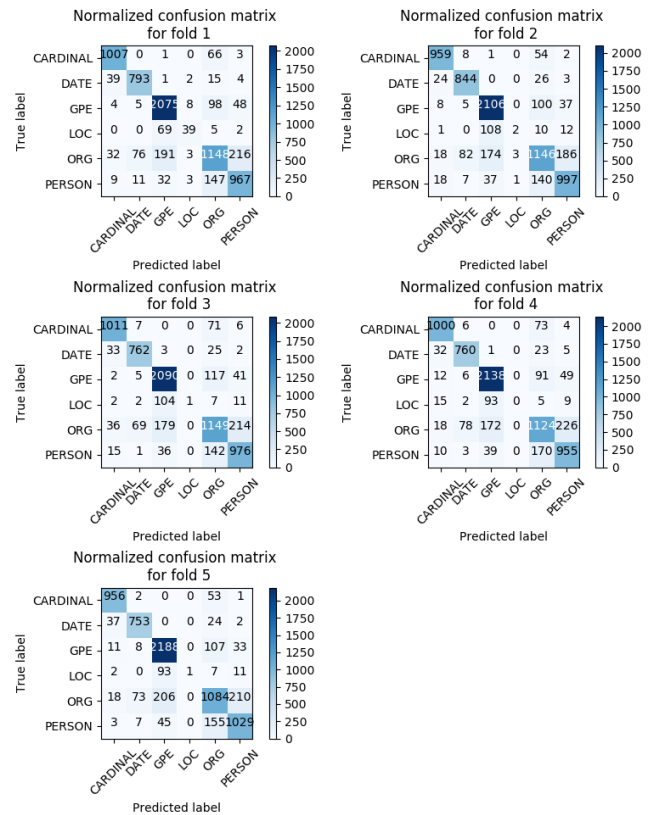 Normalized confusion matrix
for fold 1
True label
CARDINAL 1007 0 1 0 66 3
DATE 39 793 1 2 15 4
GPE 4 5 2075 8 98 48
LOC 0 0 69 39 5 2
ORG 32 76 191 3 1148 216
PERSON 9 11 32 3 147 967
CARDINAL DATE GPE LOC ORG PERSON
Predicted label
2000
1750
1500
1250
1000
750
500
250
0
Normalized confusion matrix
for fold 2
True label
CARDINAL 959 8 1 0 54 2
DATE 24 844 0 0 26 3
GPE 8 5 2106 0 100 37
LOC 1 0 108 2 10 12
ORG 18 82 174 3 1146 186
PERSON 18 7 37 1 140 997
CARDINAL DATE GPE LOC ORG PERSON
Predicted label
2000
1750
1500
1250
1000
750
500
250
0
Normalized confusion matrix
for fold 3
True label
CARDINAL 1011 7 0 0 71 6
DATE 33 762 3 0 25 2
GPE 2 5 2090 0 117 41
LOC 2 2 104 1 7 11
ORG 36 69 179 0 1149 214
PERSON 15 1 36 0 142 976
CARDINAL DATE GPE LOC ORG PERSON
Predicted label
2000
1750
1500
1250
1000
750
500
250
0
Normalized confusion matrix
for fold 4
True label
CARDINAL 1000 6 0 0 73 4
DATE 32 760 1 0 23 5
GPE 12 6 2138 0 91 49
LOC 15 2 93 0 5 9
ORG 18 78 172 0 1124 226
PERSON 10 3 39 0 170 955
CARDINAL DATE GPE LOC ORG PERSON
Predicted label
2000
1750
1500
1250
1000
750
500
250
0
Normalized confusion matrix
for fold 5
True label
CARDINAL 956 2 0 0 53 1
DATE 37 753 0 0 24 2
GPE 11 8 2188 0 107 33
LOC 2 0 93 1 7 11
ORG 18 73 206 0 1084 210
PERSON 3 7 45 0 155 1029
CARDINAL DATE GPE LOC ORG PERSON
Predicted label
2000
1750
1500
1250
1000
750
500
250
0